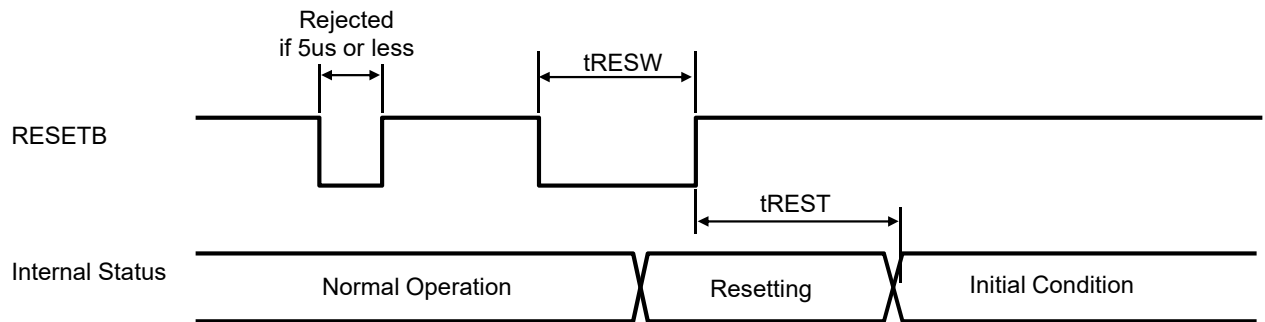 Rejected
if 5us or less
tRESW
RESETB
tREST
Internal Status
Normal Operation
Resetting
Initial Condition